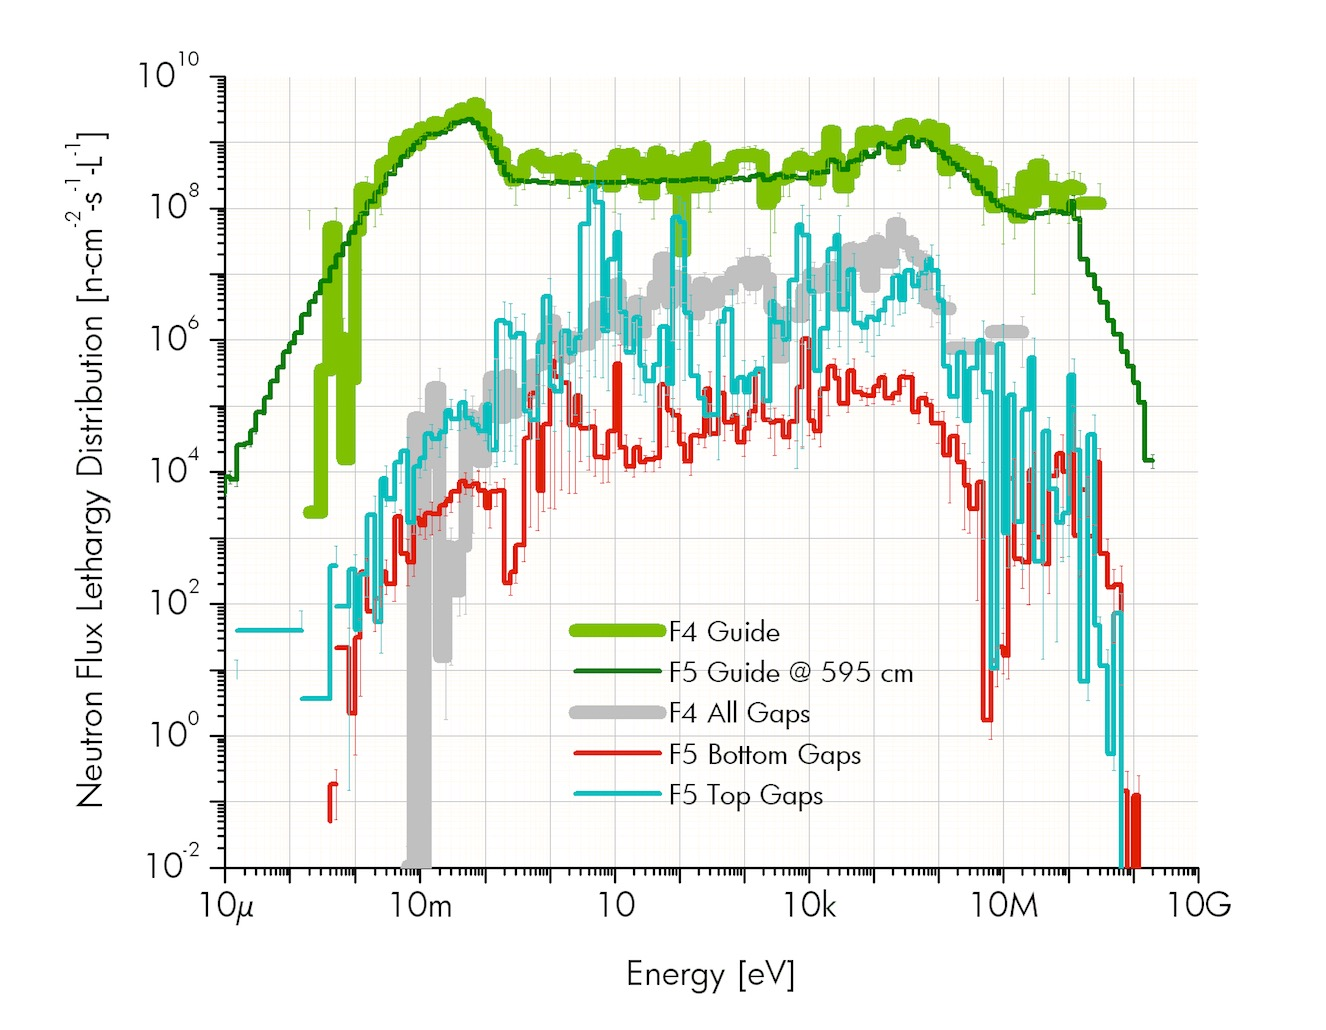 10^10
10^8
10^6
10^4
10^2
10^0
10^-2
Neutron Flux Lethargy Distribution [n-cm^-2-s^-1-L^-1]
F4 Guide
F5 Guide @ 595 cm
F4 All Gaps
F5 Bottom Gaps
F5 Top Gaps
10μ 10m 10 10k 10M 10G
Energy [eV]